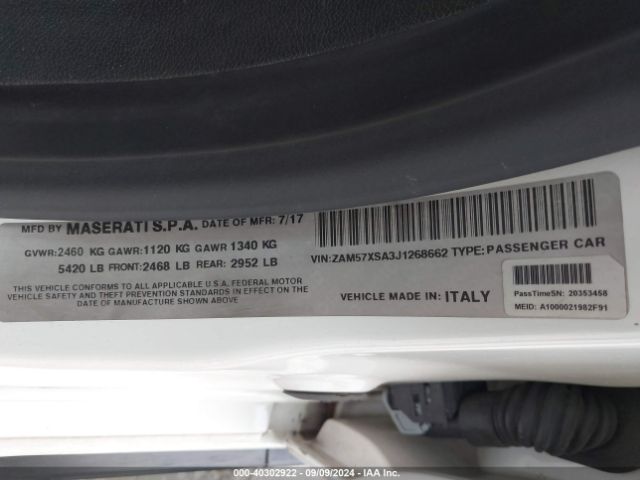 MFD BY MASERATI S.P.A. DATE OF MFR: 7/17
GVWR:2460 KG GAWR:1120 KG GAWR 1340 KG
5420 LB FRONT:2468 LB REAR: 2952 LB
THIS VEHICLE CONFORMS TO ALL APPLICABLE U.S.A. FEDERAL MOTOR
VEHICLE SAFETY AND THEFT PREVENTION STANDARDS IN EFFECT ON THE
DATE OF MANUFACTURE SHOWN ABOVE
VIN:ZAM57XSA3J1268662 TYPE:PASSENGER CAR
VEHICLE MADE IN: ITALY
PassTimeSN: 20353458
MEID: A1000021982F91
000-40302922 - 09/09/2024 - IAA Inc.